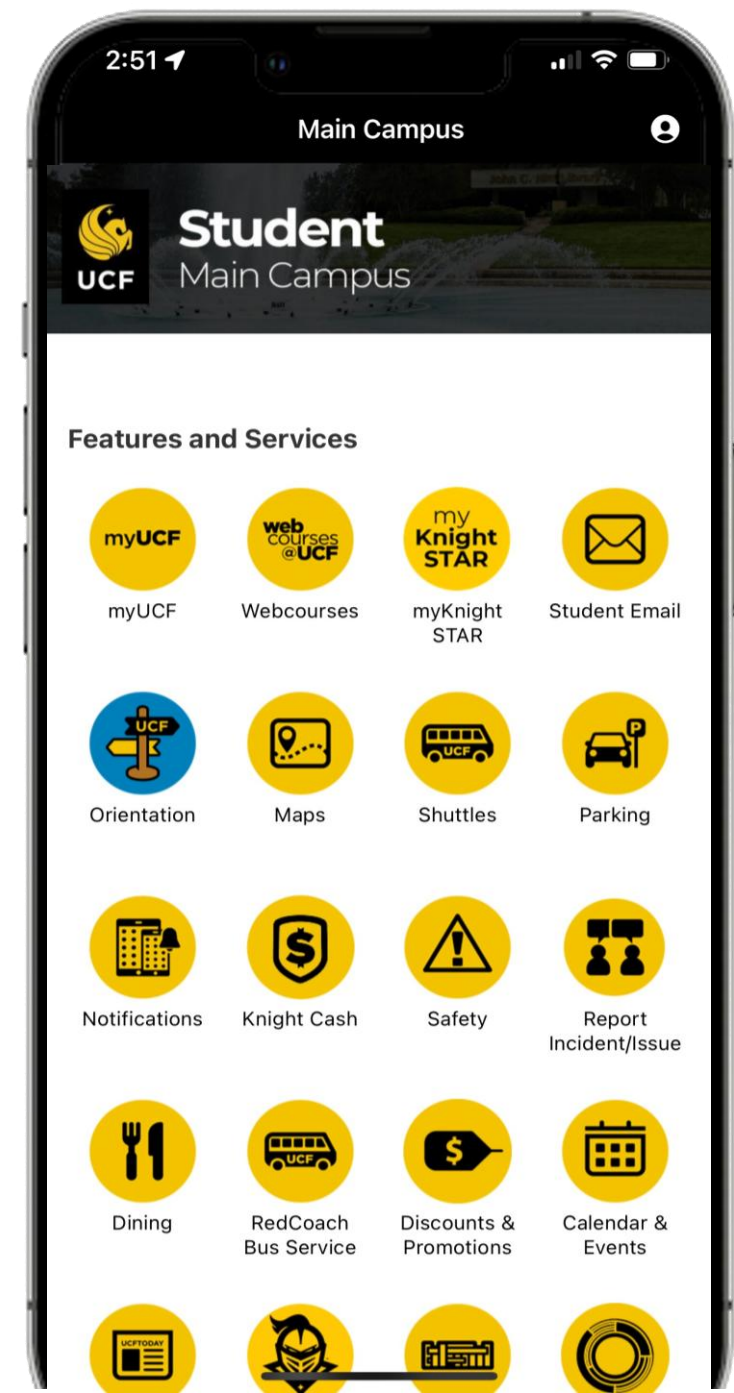 2:51
Main Campus
UCF
Student
Main Campus
Features and Services
myUCF
web
courses
@UCF
my
Knight
STAR
myUCF
Webcourses
myKnight
STAR
Student Email
UCF
UCF
P
Orientation
Maps
Shuttles
Parking
$
Notifications
Knight Cash
Safety
Report
Incident/Issue
UCF
$
Dining
RedCoach
Bus Service
Discounts &
Promotions
Calendar &
Events
UCFTODAY